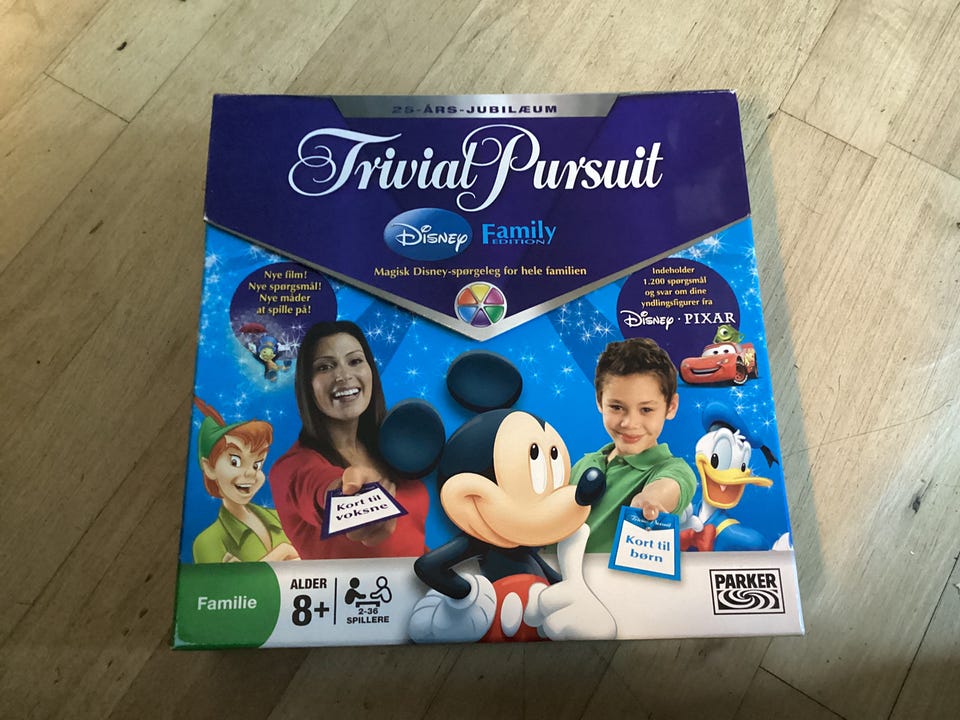 25-ÅRS-JUBILÆUM
Trivial Pursuit
Disney Family
EDITION
Magisk Disney-spørgeleg for hele familien
Nye film!
Nye spørgsmål!
Nye måder
at spille på!
Indeholder
1.200 spørgsmål
og svar om dine
yndlingsfigurer fra
Disney · PIXAR
Kort til
voksne
Trivial Pursuit
Kort til
børn
Familie
ALDER
8+
2-36
SPILLERE
PARKER